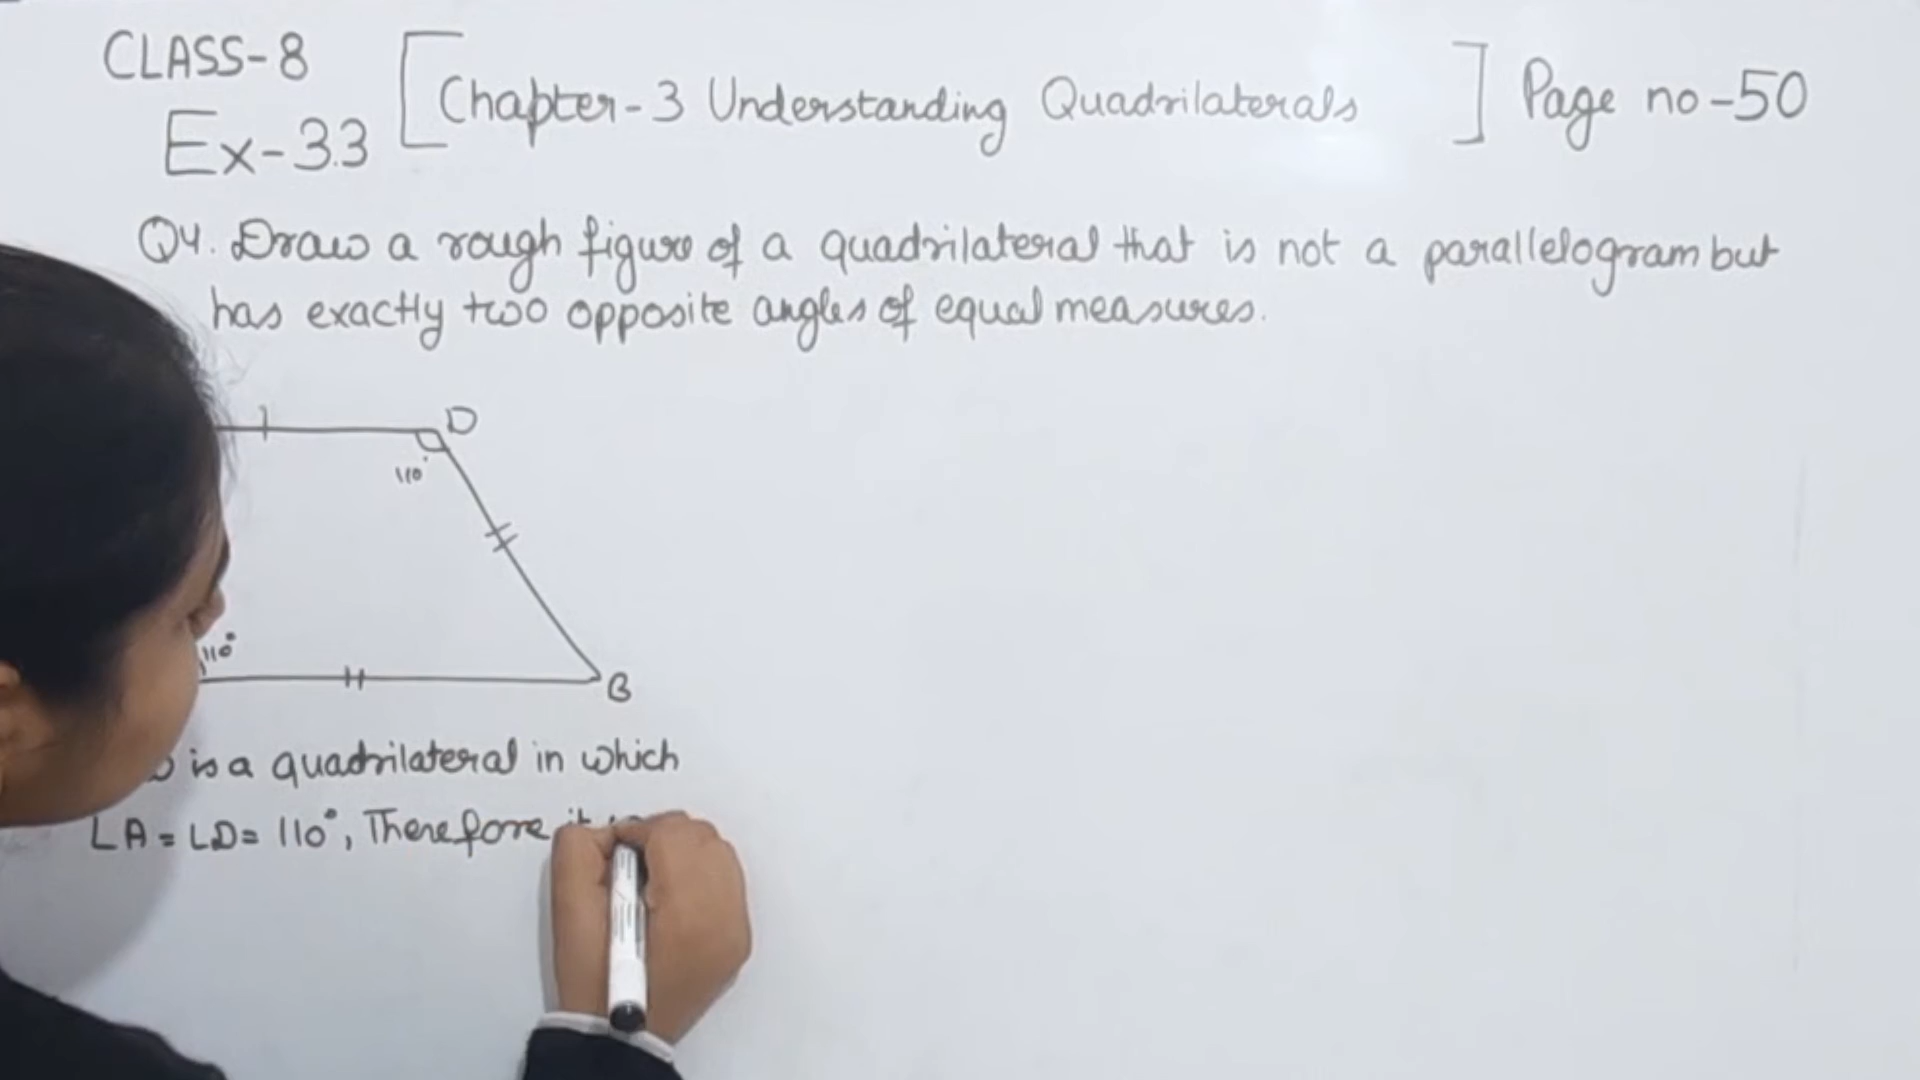 CLASS-8
Ex-3.3
[Chapter-3 Understanding Quadrilaterals] Page no-50
Q4. Draw a rough figure of a quadrilateral that is not a parallelogram but
has exactly two opposite angles of equal measures.
D
110°
110°
B
is a quadrilateral in which
∠A = ∠D = 110°, Therefore it